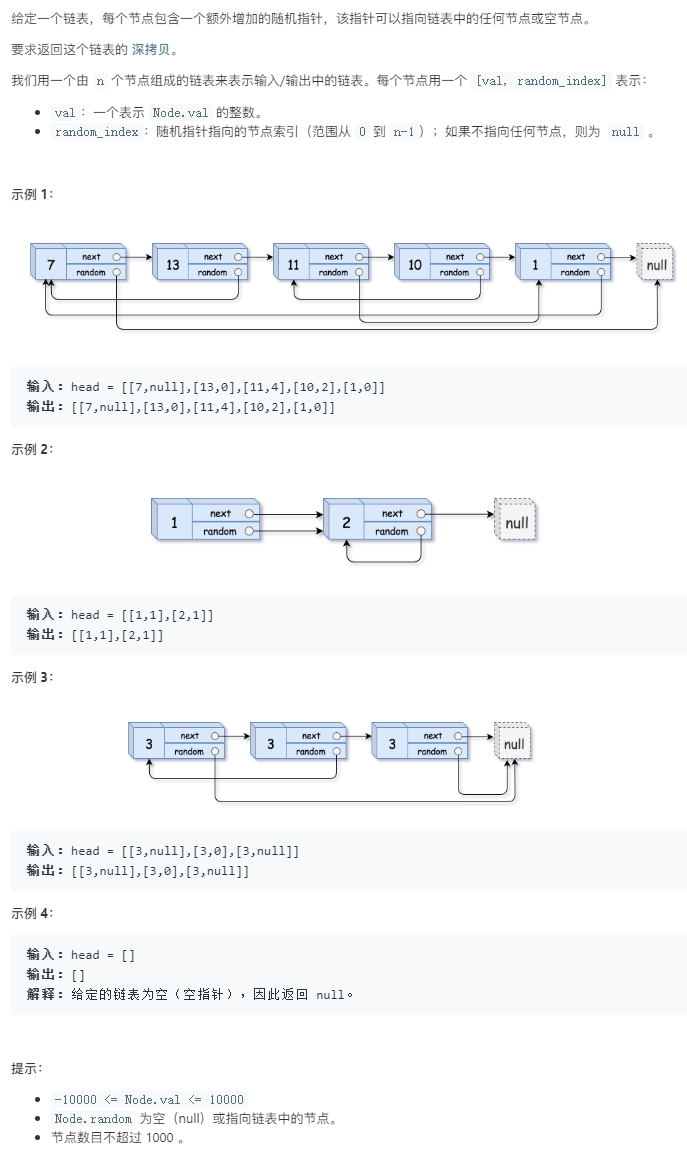 给定一个链表，每个节点包含一个额外增加的随机指针，该指针可以指向链表中的任何节点或空节点。
要求返回这个链表的 深拷贝。
我们用一个由 n 个节点组成的链表来表示输入/输出中的链表。每个节点用一个 [val, random_index] 表示：
val：一个表示 Node.val 的整数。
random_index：随机指针指向的节点索引（范围从 0 到 n-1）；如果不指向任何节点，则为 null 。
示例 1：
7 next random 13 next random 11 next random 10 next random 1 next random null
输入：head = [[7,null],[13,0],[11,4],[10,2],[1,0]]
输出：[[7,null],[13,0],[11,4],[10,2],[1,0]]
示例 2：
1 next random 2 next random null
输入：head = [[1,1],[2,1]]
输出：[[1,1],[2,1]]
示例 3：
3 next random 3 next random 3 next random null
输入：head = [[3,null],[3,0],[3,null]]
输出：[[3,null],[3,0],[3,null]]
示例 4：
输入：head = []
输出：[]
解释：给定的链表为空（空指针），因此返回 null。
提示：
-10000 <= Node.val <= 10000
Node.random 为空（null）或指向链表中的节点。
节点数目不超过 1000 。